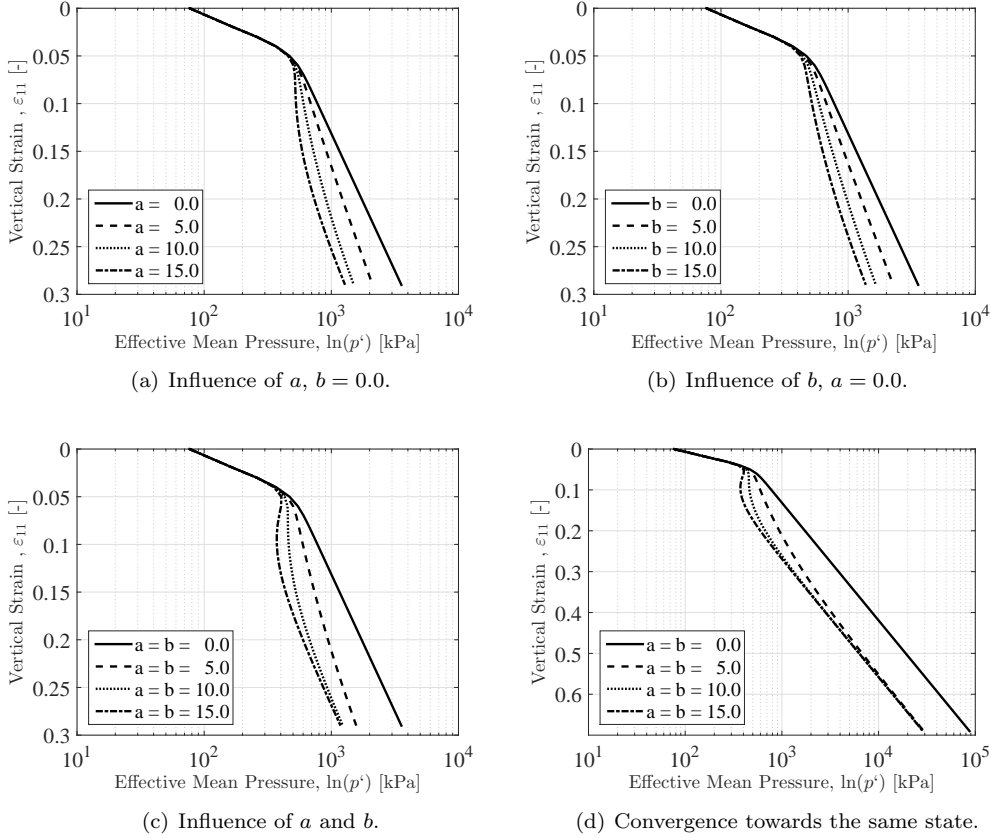 0
0.05
0.1
0.15
0.2
0.25
0.3
Vertical Strain , ε11 [-]
a = 0.0
a = 5.0
a = 10.0
a = 15.0
10^1 10^2 10^3 10^4
Effective Mean Pressure, ln(p‘) [kPa]
(a) Influence of a, b = 0.0.
0
0.05
0.1
0.15
0.2
0.25
0.3
Vertical Strain , ε11 [-]
b = 0.0
b = 5.0
b = 10.0
b = 15.0
10^1 10^2 10^3 10^4
Effective Mean Pressure, ln(p‘) [kPa]
(b) Influence of b, a = 0.0.
0
0.05
0.1
0.15
0.2
0.25
0.3
Vertical Strain , ε11 [-]
a = b = 0.0
a = b = 5.0
a = b = 10.0
a = b = 15.0
10^1 10^2 10^3 10^4
Effective Mean Pressure, ln(p‘) [kPa]
(c) Influence of a and b.
0
0.1
0.2
0.3
0.4
0.5
0.6
Vertical Strain , ε11 [-]
a = b = 0.0
a = b = 5.0
a = b = 10.0
a = b = 15.0
10^1 10^2 10^3 10^4 10^5
Effective Mean Pressure, ln(p‘) [kPa]
(d) Convergence towards the same state.